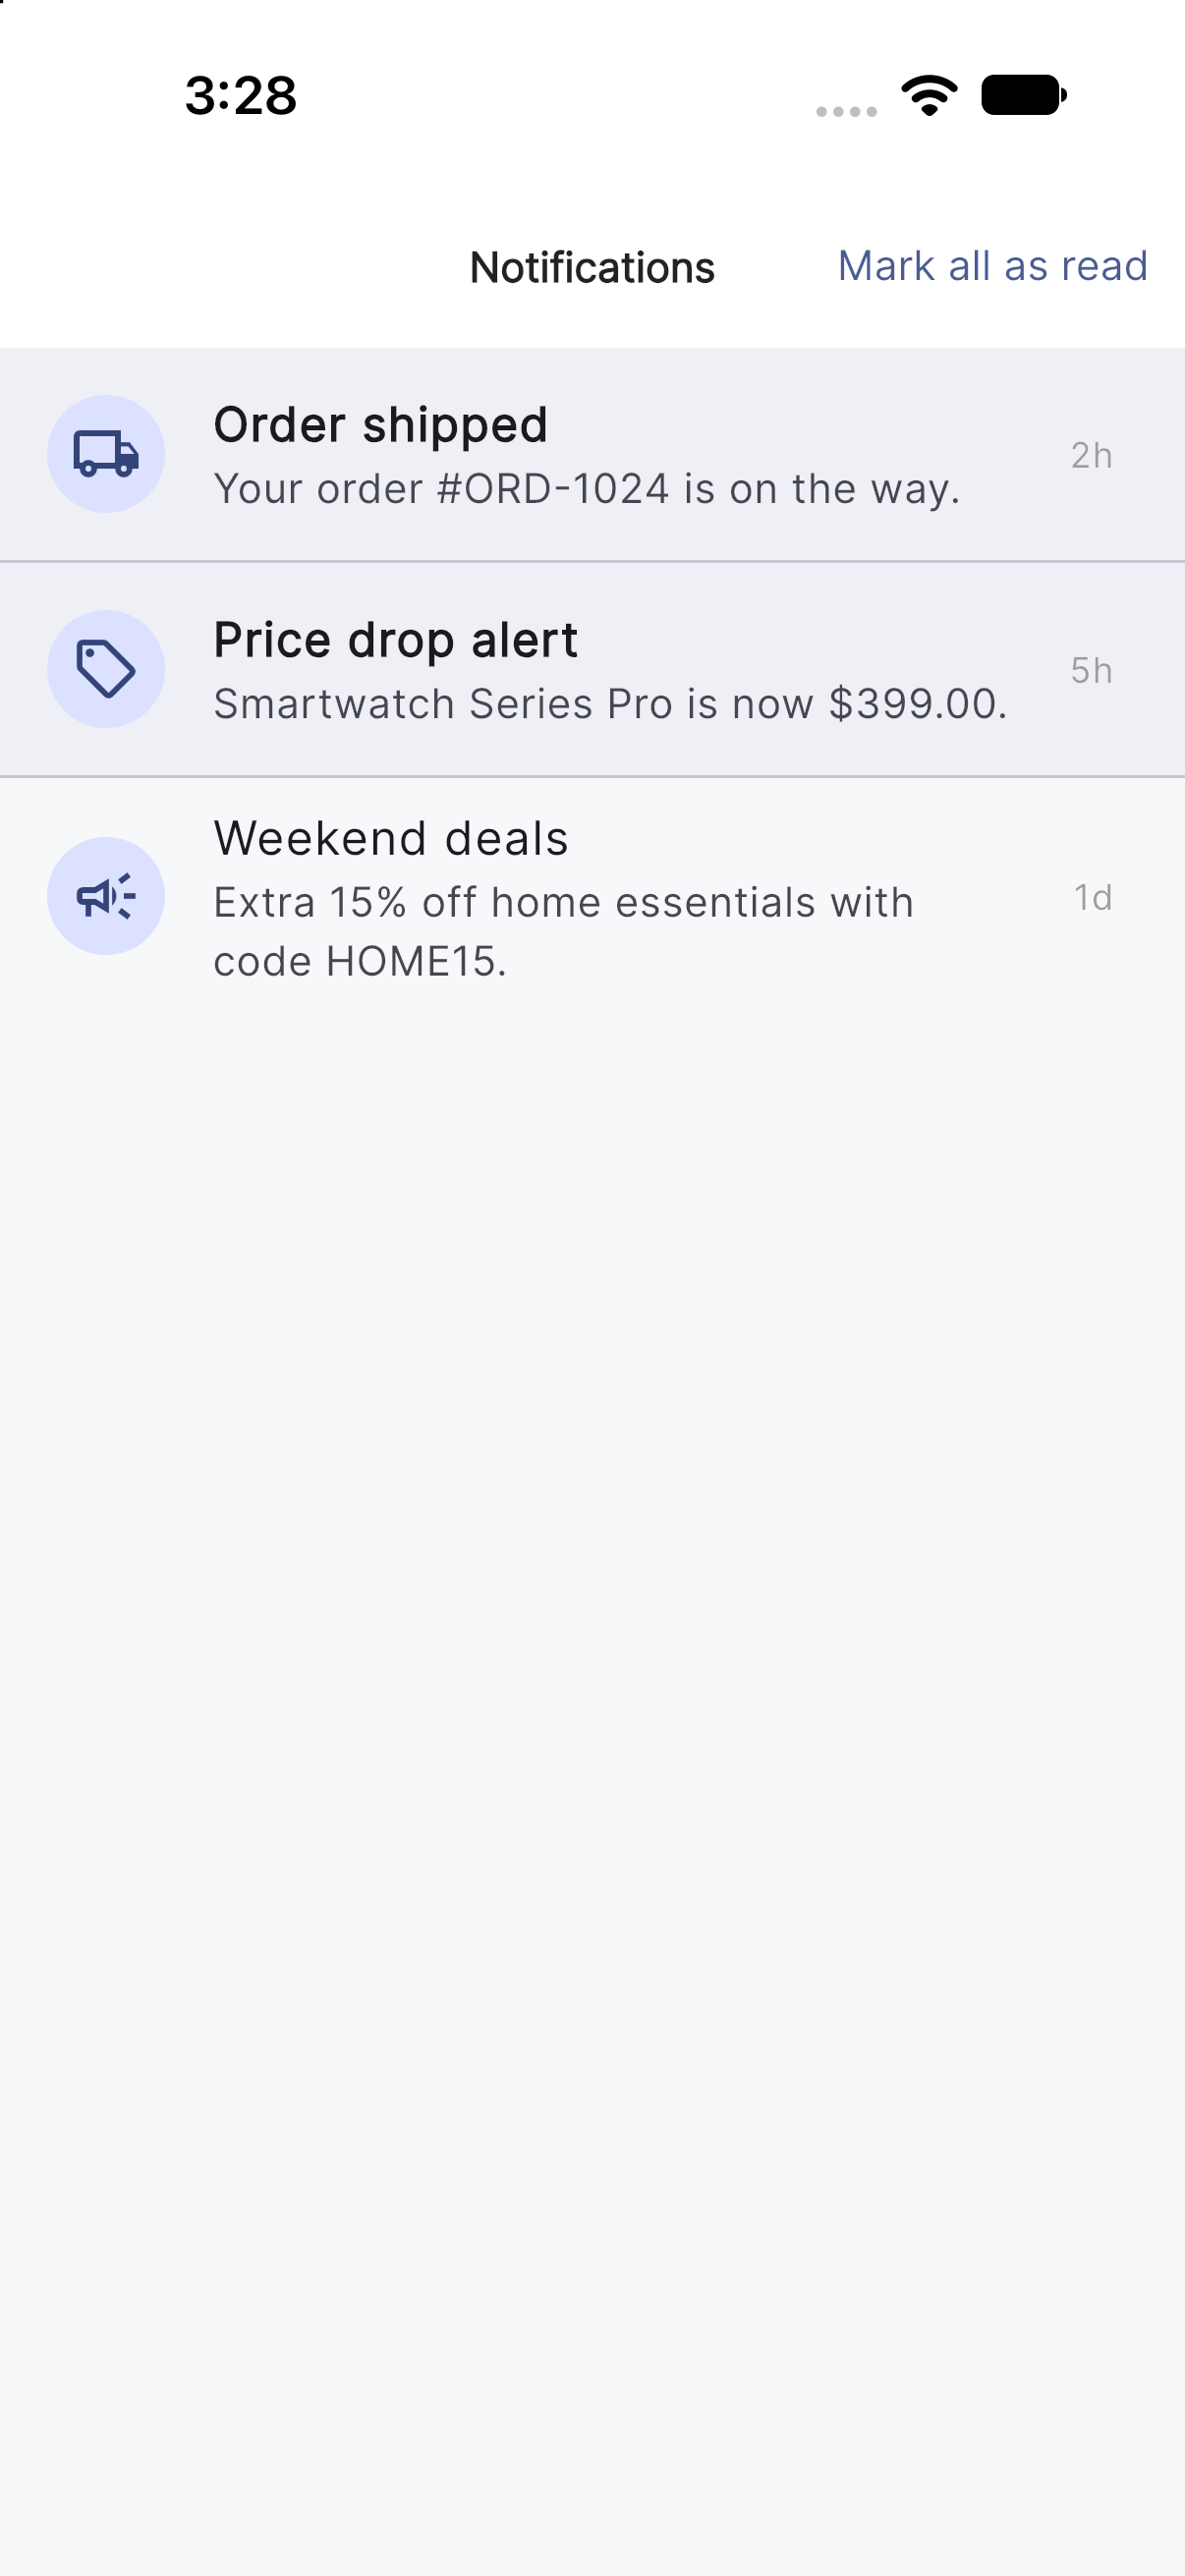 3:28
Notifications
Mark all as read
Order shipped
Your order #ORD-1024 is on the way.
2h
Price drop alert
Smartwatch Series Pro is now $399.00.
5h
Weekend deals
Extra 15% off home essentials with
code HOME15.
1d